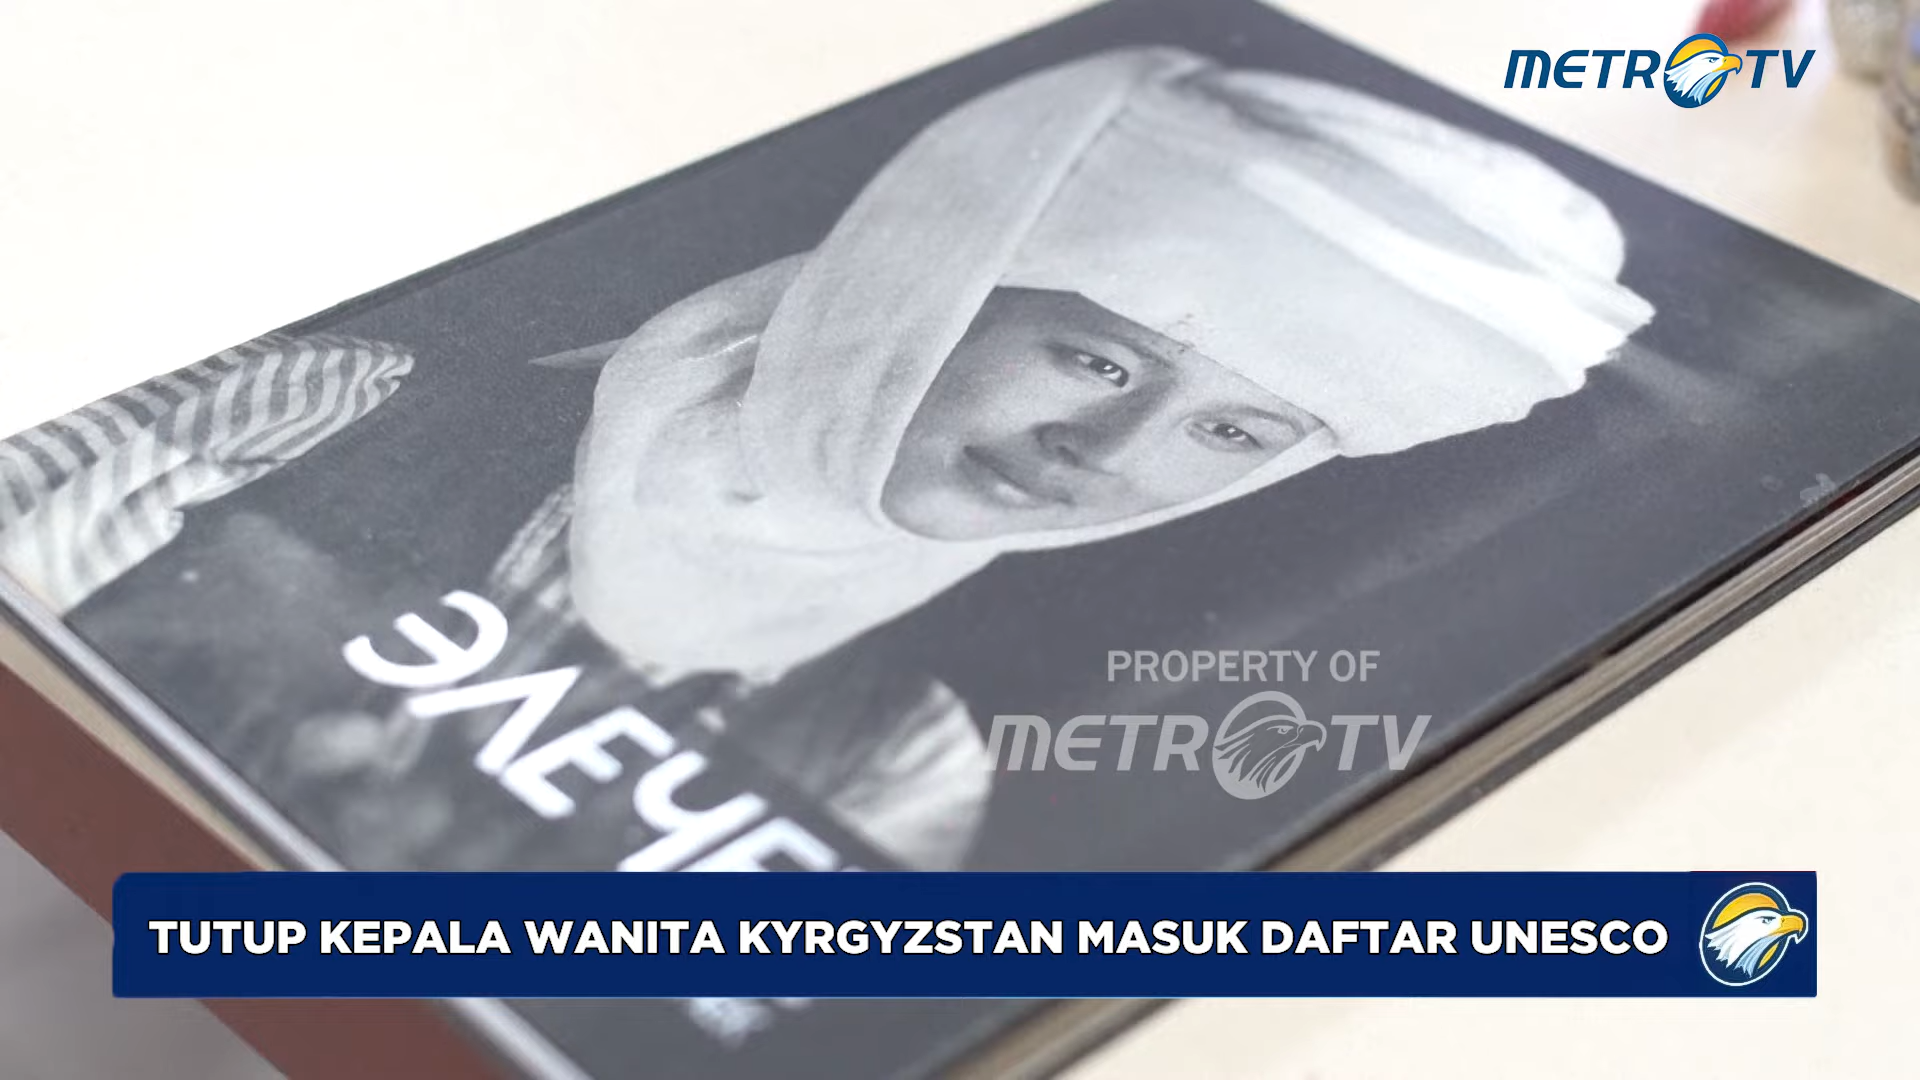 METRO TV
ЭЛЕЧЕ
PROPERTY OF
METRO TV
TUTUP KEPALA WANITA KYRGYZSTAN MASUK DAFTAR UNESCO